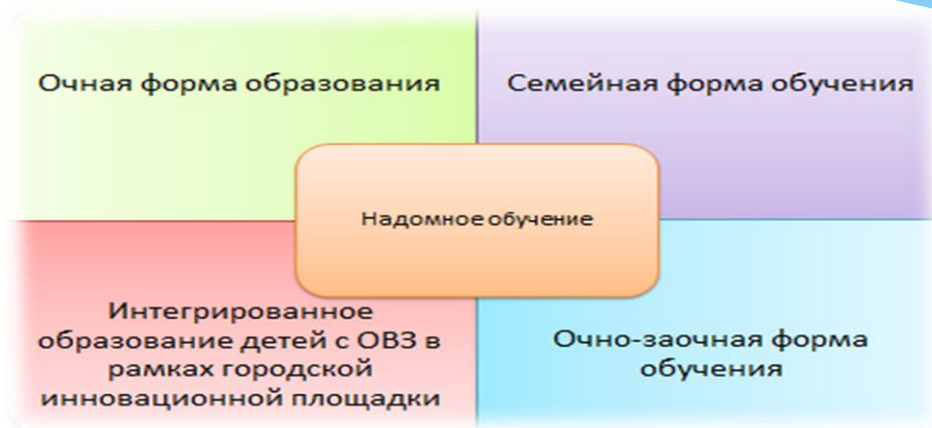 Очная форма образования
Семейная форма обучения
Надомное обучение
Интегрированное
образование детей с ОВЗ в
рамках городской
инновационной площадки
Очно-заочная форма
обучения